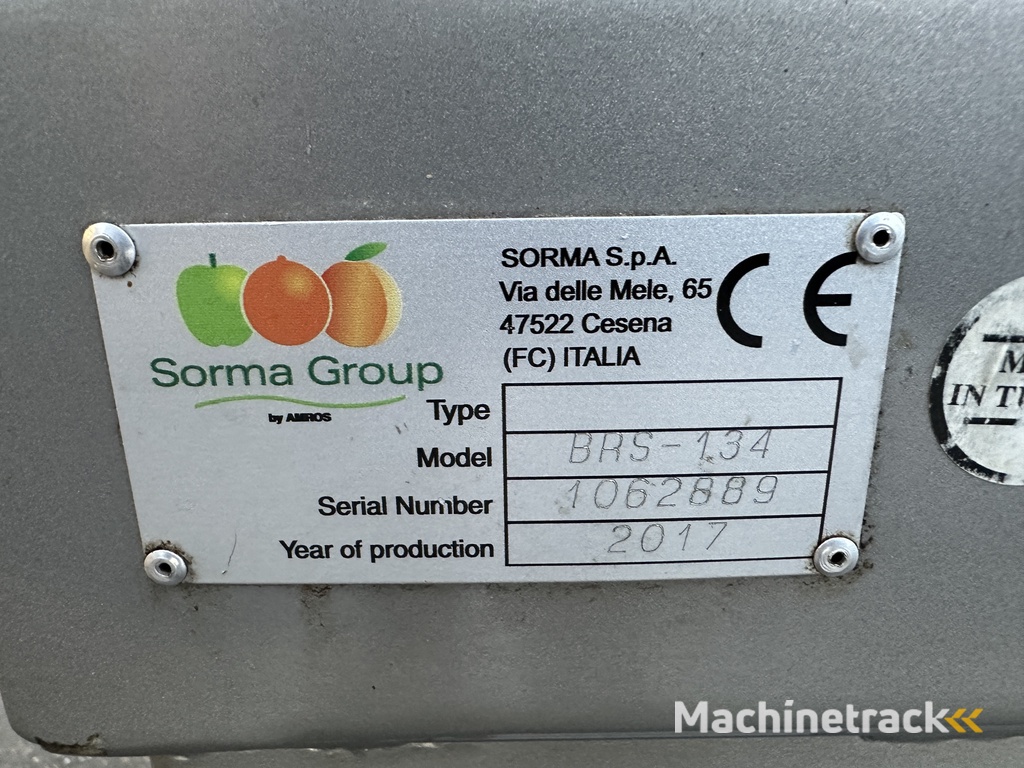 SORMA S.p.A.
Via delle Mele, 65
47522 Cesena
(FC) ITALIA
CE
Sorma Group
by AMROS
Type
Model BRS-134
Serial Number 1062889
Year of production 2017
IN
Machinetrack